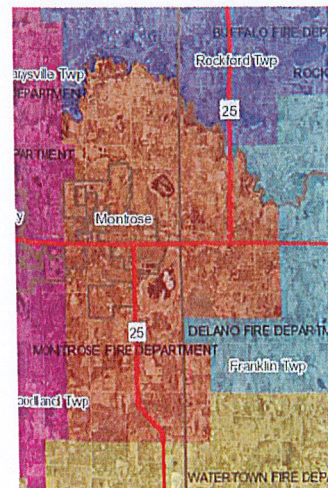 BUFFALO FIRE DEP
Rockford Twp
arysville Twp
ROCK
DEPARTMENT
25
PARTMENT
y
Montrose
25
DELANO FIRE DEPARTM
MONTROSE FIRE DEPARTMENT
Franklin Twp
oodland Twp
WATERTOWN FIRE DEPA